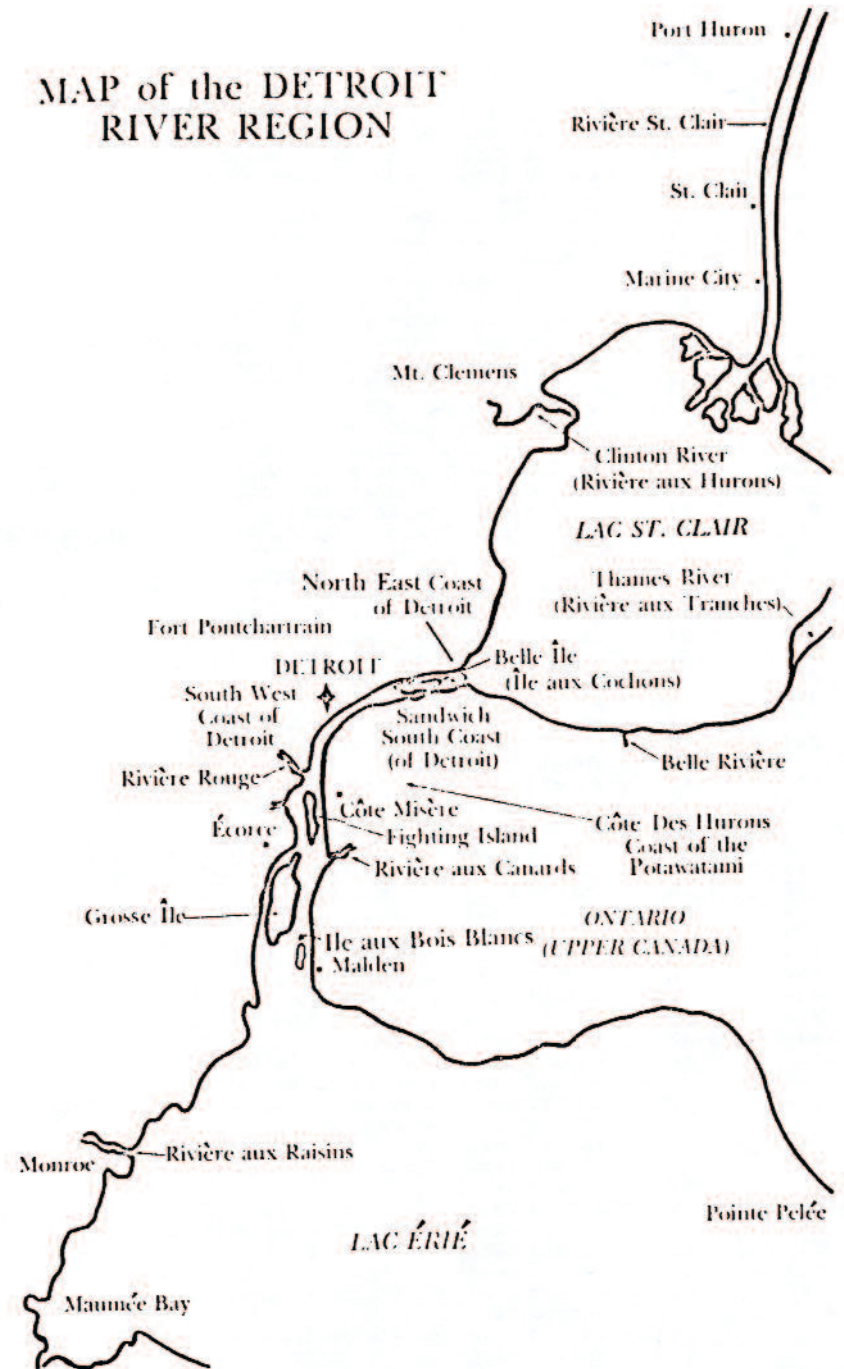 MAP of the DETROIT
RIVER REGION
Port Huron
Rivière St. Clair
St. Clair
Marine City
Mt. Clemens
Clinton River
(Rivière aux Hurons)
LAC ST. CLAIR
North East Coast
of Detroit
Thames River
(Rivière aux Tranches)
Fort Pontchartrain
DETROIT
Belle Île
(Île aux Cochons)
South West
Coast of
Detroit
Sandwich
South Coast
(of Detroit)
Belle Rivière
Rivière Rouge
Côte Misère
Écorce
Fighting Island
Côte Des Hurons
Coast of the
Potawatami
Rivière aux Canards
Grosse Île
ONTARIO
(UPPER CANADA)
Ile aux Bois Blancs
Malden
Monroe
Rivière aux Raisins
Pointe Pelée
LAC ÉRIÉ
Maumée Bay